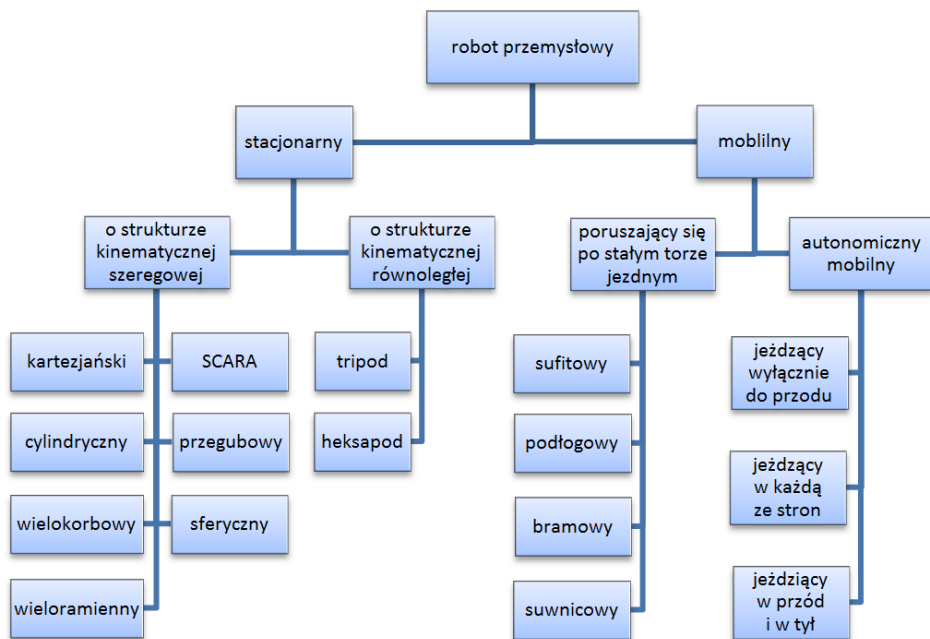 robot przemysłowy
stacjonarny
moblilny
o strukturze
kinematycznej
szeregowej
o strukturze
kinematycznej
równoległej
poruszający się
po stałym torze
jezdnym
autonomiczny
mobilny
kartezjański
SCARA
cylindryczny
przegubowy
wielokorbowy
sferyczny
wieloramienny
tripod
heksapod
sufitowy
podłogowy
bramowy
suwnicowy
jeżdzący
wyłącznie
do przodu
jeżdzący
w każdą
ze stron
jeżdziący
w przód
i w tył